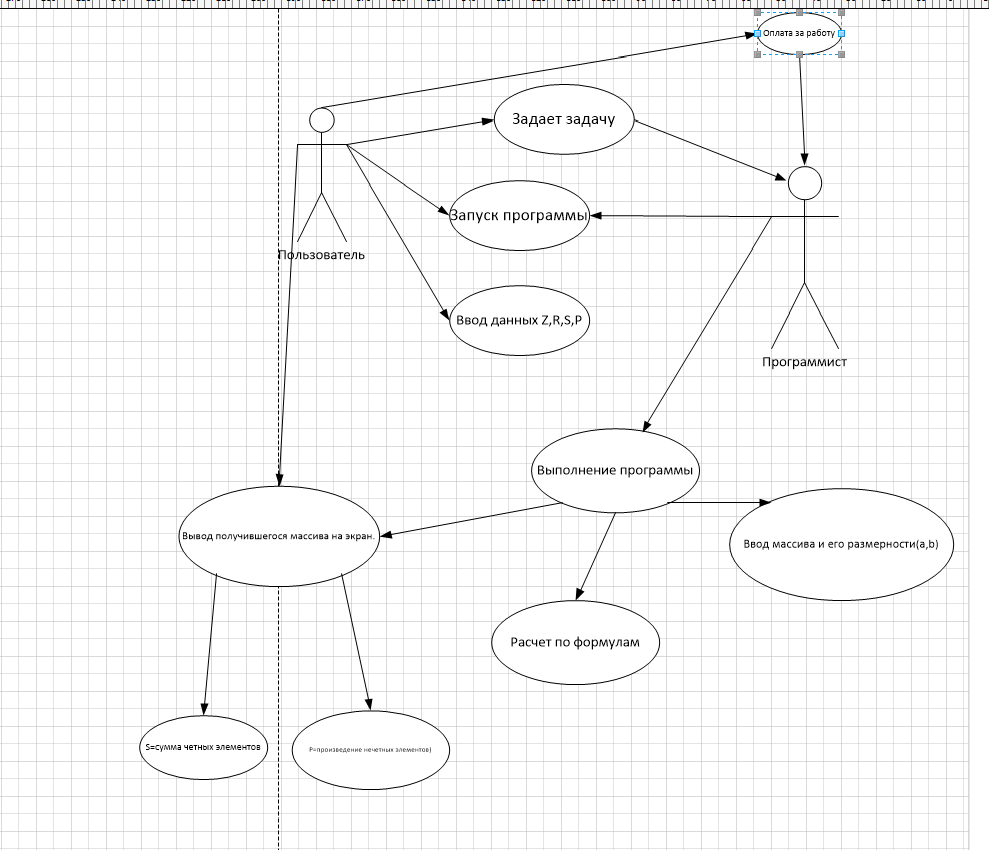 Оплата за работу
Задает задачу
Запуск программы
Пользователь
Ввод данных Z,R,S,P
Программист
Выполнение программы
Вывод получившегося массива на экран.
Ввод массива и его размерности(a,b)
Расчет по формулам
S=сумма четных элементов
P=произведение нечетных элементов)